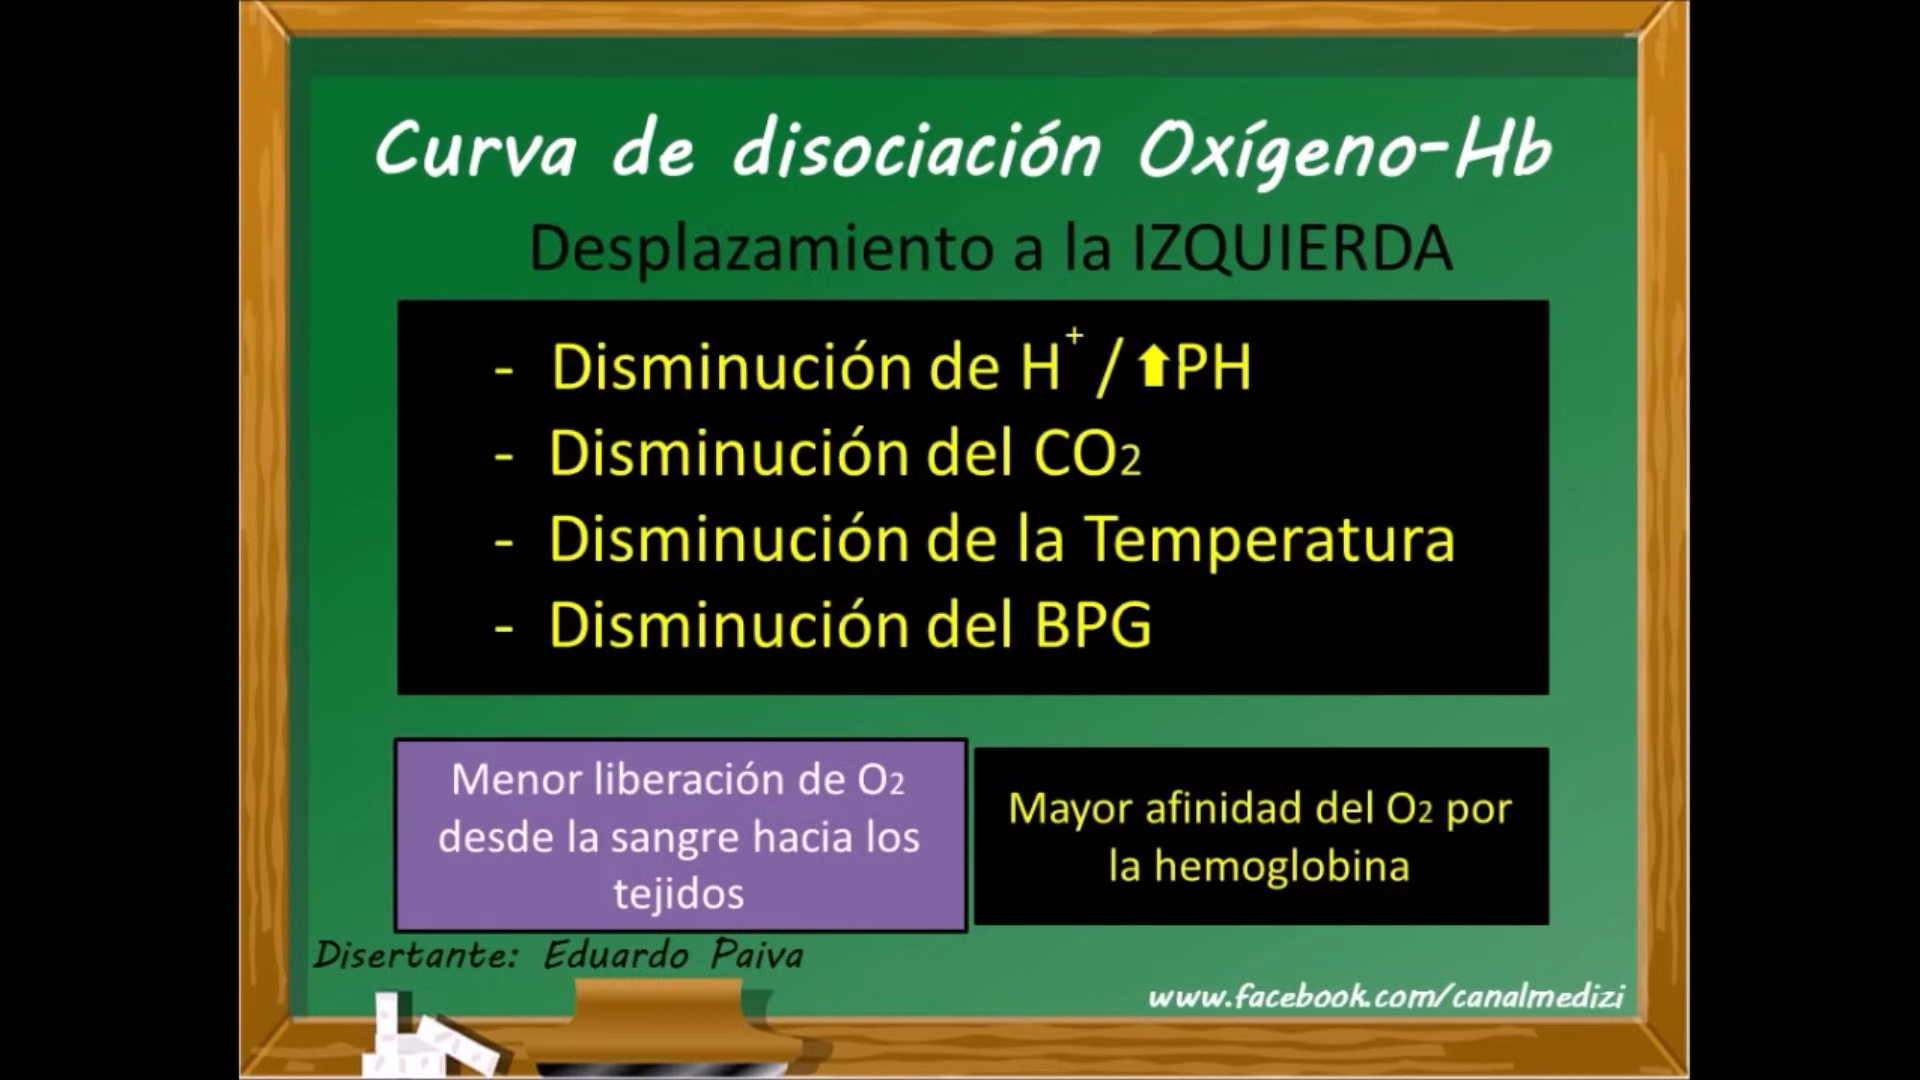 Curva de disociación Oxígeno-Hb
Desplazamiento a la IZQUIERDA
- Disminución de H⁺ / ⬆PH
- Disminución del CO₂
- Disminución de la Temperatura
- Disminución del BPG
Menor liberación de O₂
desde la sangre hacia los
tejidos
Mayor afinidad del O₂ por
la hemoglobina
Disertante: Eduardo Paiva
www.facebook.com/canalmedizi